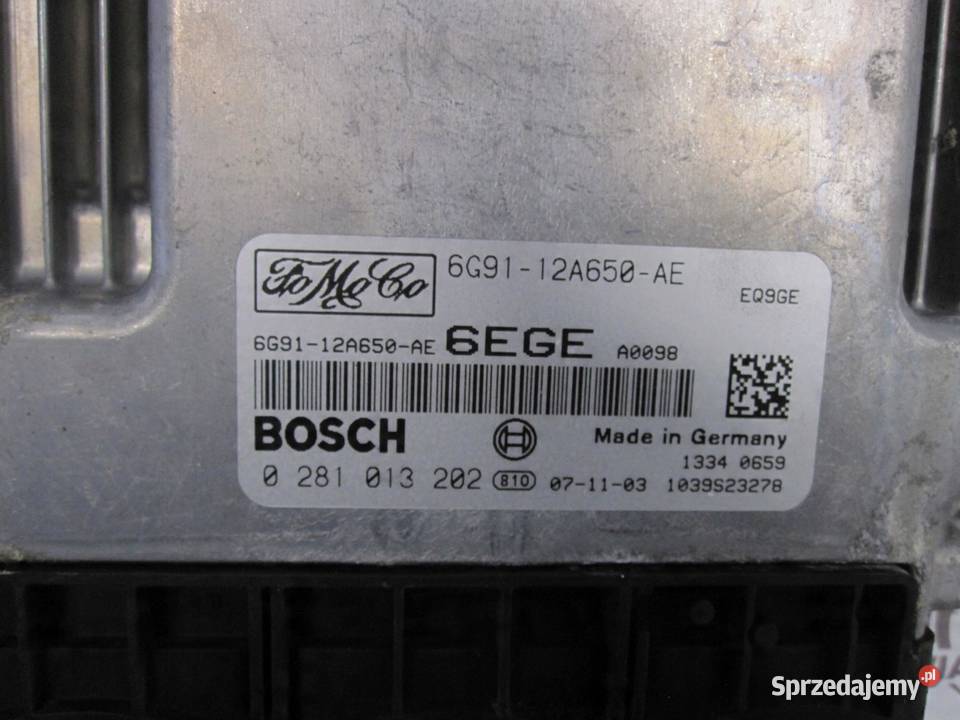 FoMoCo
6G91-12A650-AE
EQ9GE
6G91-12A650-AE 6EGE A0098
BOSCH
Made in Germany
1334 0659
0 281 013 202 810 07-11-03 1039S23278
Sprzedajemy.pl